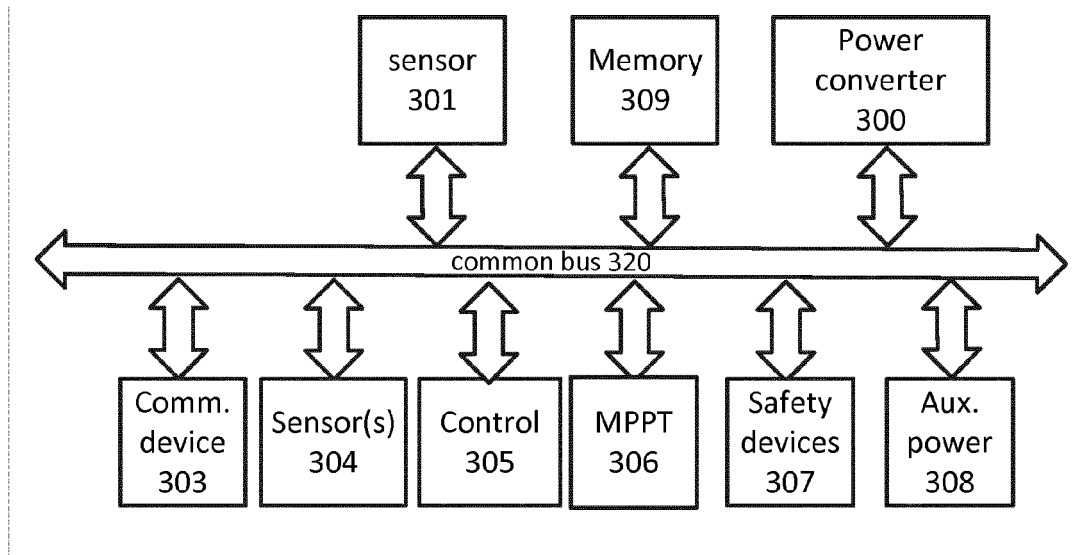 sensor
301
Memory
309
Power
converter
300
common bus 320
Comm.
device
303
Sensor(s)
304
Control
305
MPPT
306
Safety
devices
307
Aux.
power
308